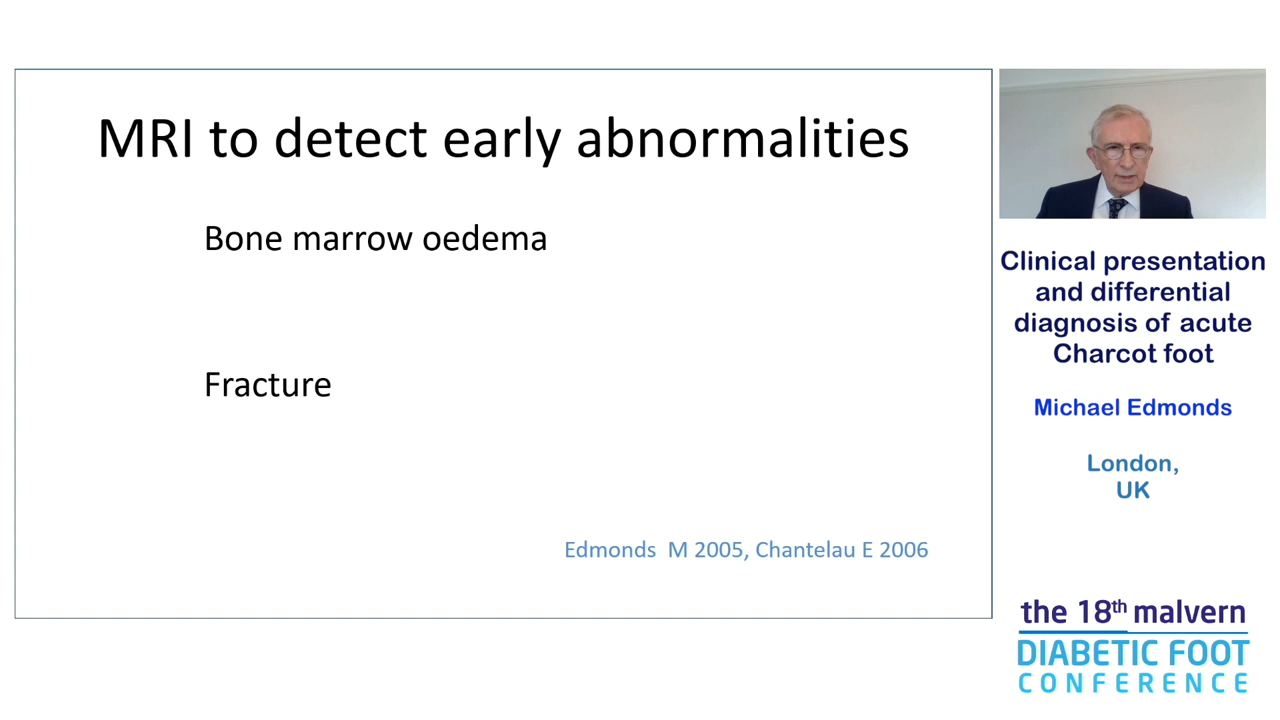 MRI to detect early abnormalities
Bone marrow oedema
Fracture
Edmonds M 2005, Chantelau E 2006
Clinical presentation
and differential
diagnosis of acute
Charcot foot
Michael Edmonds
London,
UK
the 18th malvern
DIABETIC FOOT
CONFERENCE